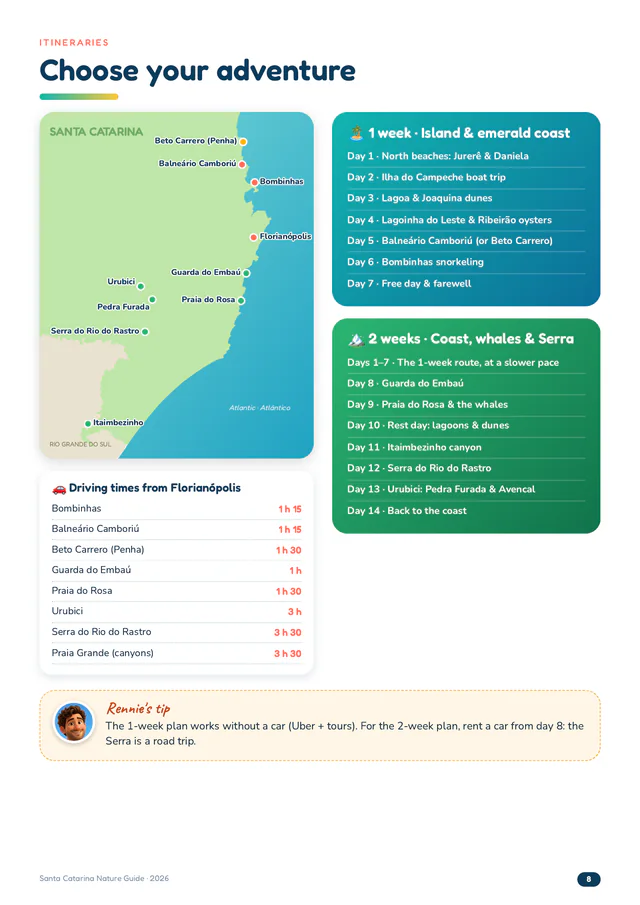 ITINERARIES
Choose your adventure
SANTA CATARINA
Beto Carrero (Penha)
Balneário Camboriú
Bombinhas
Florianópolis
Guarda do Embaú
Urubici
Pedra Furada
Praia do Rosa
Serra do Rio do Rastro
Atlantic · Atlântico
Itaimbezinho
RIO GRANDE DO SUL
Driving times from Florianópolis
Bombinhas 1 h 15
Balneário Camboriú 1 h 15
Beto Carrero (Penha) 1 h 30
Guarda do Embaú 1 h
Praia do Rosa 1 h 30
Urubici 3 h
Serra do Rio do Rastro 3 h 30
Praia Grande (canyons) 3 h 30
1 week · Island & emerald coast
Day 1 · North beaches: Jurerê & Daniela
Day 2 · Ilha do Campeche boat trip
Day 3 · Lagoa & Joaquina dunes
Day 4 · Lagoinha do Leste & Ribeirão oysters
Day 5 · Balneário Camboriú (or Beto Carrero)
Day 6 · Bombinhas snorkeling
Day 7 · Free day & farewell
2 weeks · Coast, whales & Serra
Days 1–7 · The 1-week route, at a slower pace
Day 8 · Guarda do Embaú
Day 9 · Praia do Rosa & the whales
Day 10 · Rest day: lagoons & dunes
Day 11 · Itaimbezinho canyon
Day 12 · Serra do Rio do Rastro
Day 13 · Urubici: Pedra Furada & Avencal
Day 14 · Back to the coast
Rennie's tip
The 1-week plan works without a car (Uber + tours). For the 2-week plan, rent a car from day 8: the
Serra is a road trip.
Santa Catarina Nature Guide · 2026
8